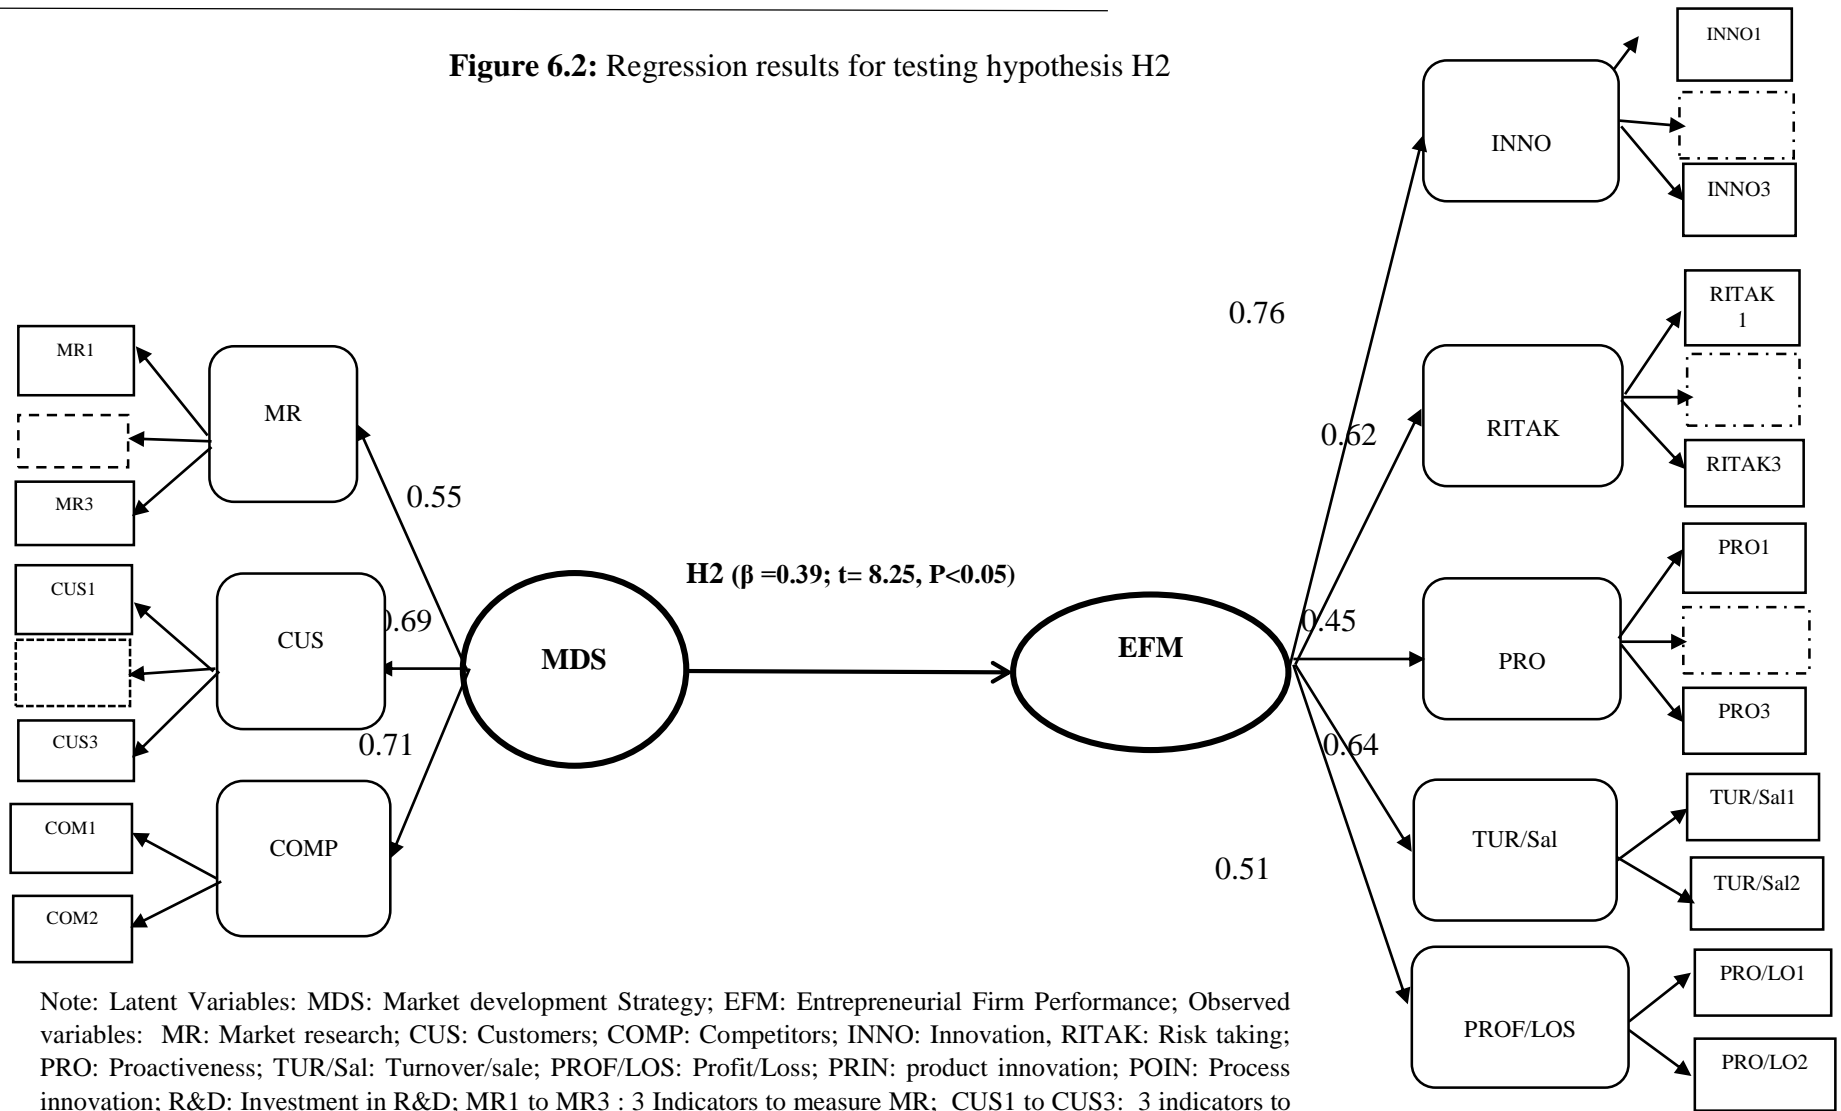 Figure 6.2: Regression results for testing hypothesis H2
INNO1
INNO
INNO3
0.76
RITAK
1
0.62
RITAK
RITAK3
MR1
MR
MR3
0.55
CUS1
CUS
0.69
CUS3
MDS
H2 (β =0.39; t= 8.25, P<0.05)
EFM
0.45
PRO1
PRO
PRO3
0.71
COM1
COMP
COM2
0.64
TUR/Sal1
TUR/Sal
TUR/Sal2
0.51
PRO/LO1
PROF/LOS
PRO/LO2
Note: Latent Variables: MDS: Market development Strategy; EFM: Entrepreneurial Firm Performance; Observed
variables: MR: Market research; CUS: Customers; COMP: Competitors; INNO: Innovation, RITAK: Risk taking;
PRO: Proactiveness; TUR/Sal: Turnover/sale; PROF/LOS: Profit/Loss; PRIN: product innovation; POIN: Process
innovation; R&D: Investment in R&D; MR1 to MR3 : 3 Indicators to measure MR; CUS1 to CUS3: 3 indicators to